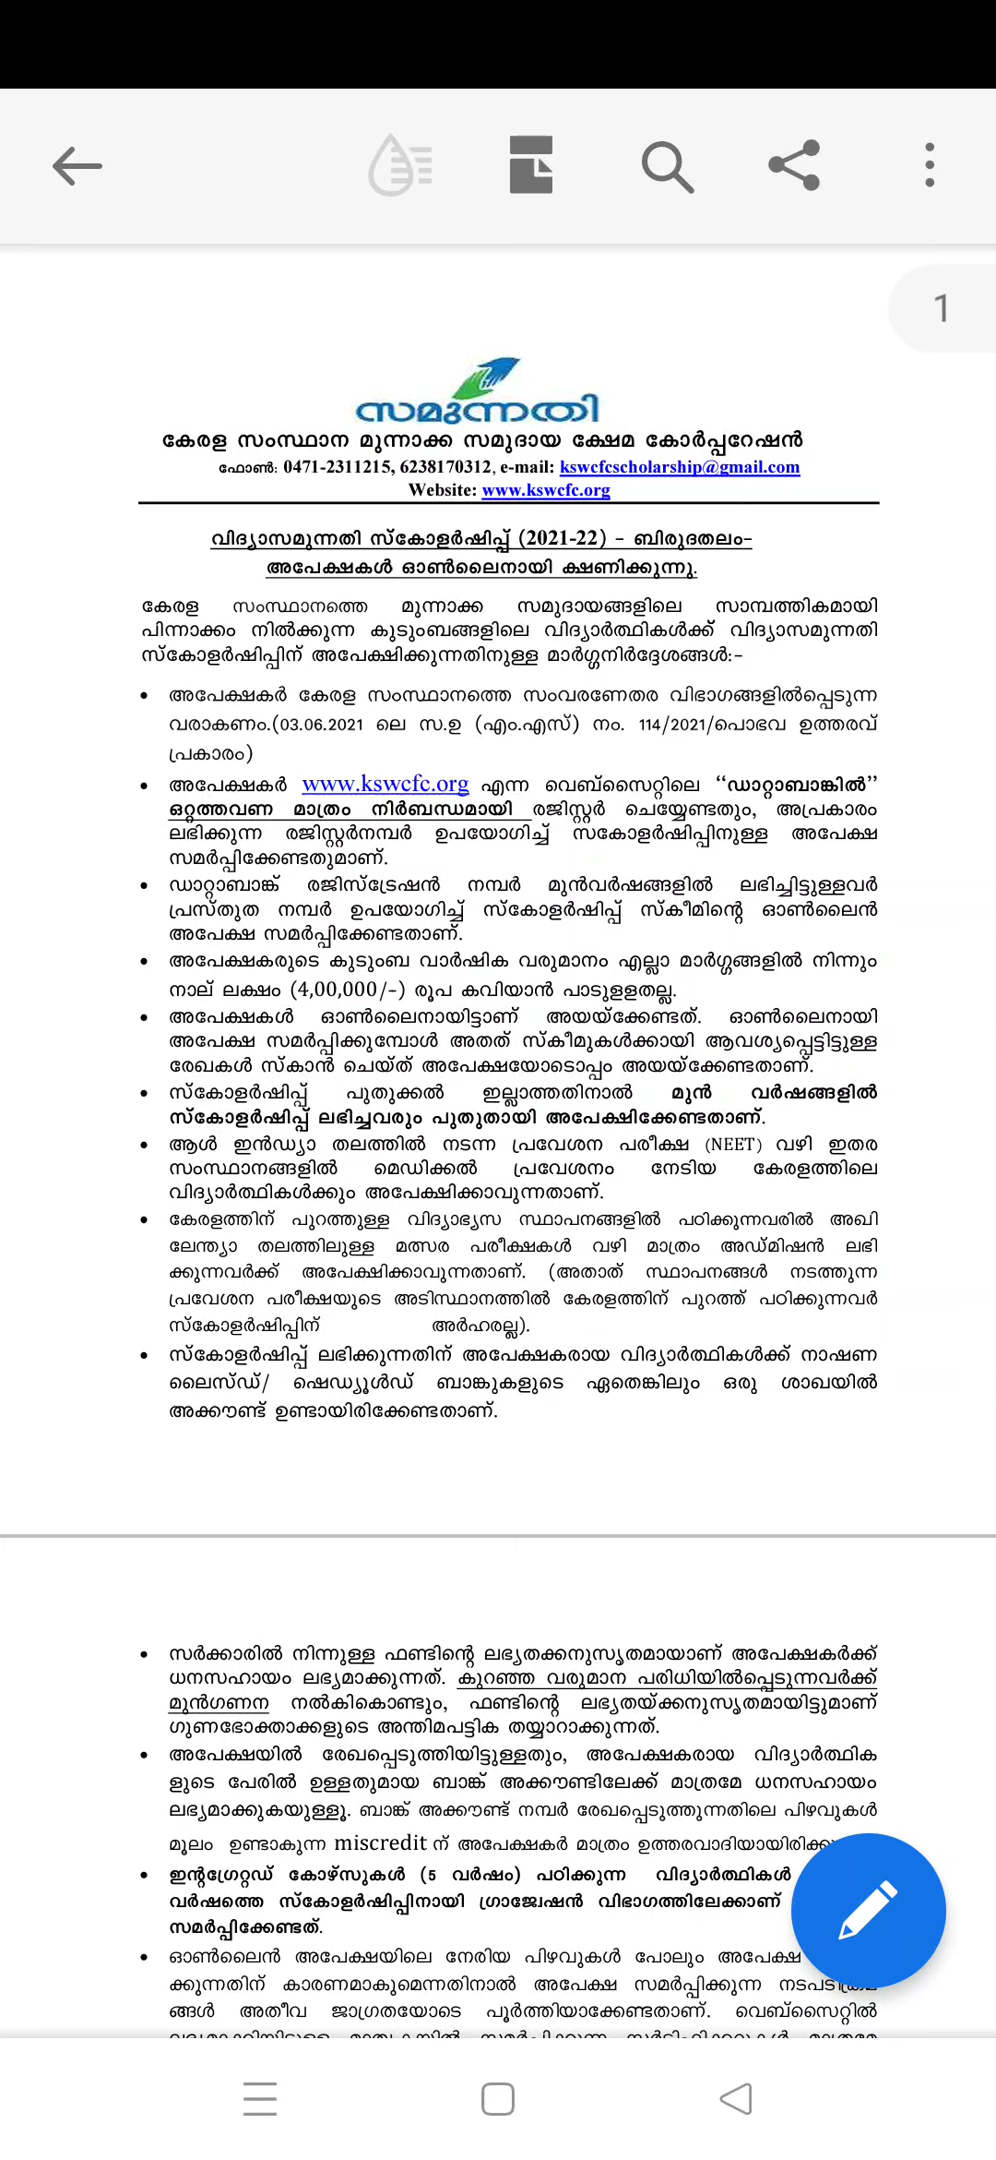 1
സമുന്നതി
കേരള സംസ്ഥാന മുന്നാക്ക സമുദായ ക്ഷേമ കോർപ്പറേഷൻ
ഫോൺ: 0471-2311215, 6238170312, e-mail: kswcfcscholarship@gmail.com
Website: www.kswcfc.org
വിദ്യാസമുന്നതി സ്കോളർഷിപ്പ് (2021-22) - ബിരുദതലം-
അപേക്ഷകൾ ഓൺലൈനായി ക്ഷണിക്കുന്നു.
കേരള സംസ്ഥാനത്തെ മുന്നാക്ക സമുദായങ്ങളിലെ സാമ്പത്തികമായി
പിന്നാക്കം നിൽക്കുന്ന കുടുംബങ്ങളിലെ വിദ്യാർത്ഥികൾക്ക് വിദ്യാസമുന്നതി
സ്കോളർഷിപ്പിന് അപേക്ഷിക്കുന്നതിനുള്ള മാർഗ്ഗനിർദ്ദേശങ്ങൾ:-
• അപേക്ഷകർ കേരള സംസ്ഥാനത്തെ സംവരണേതര വിഭാഗങ്ങളിൽപ്പെടുന്ന
വരാകണം.(03.06.2021 ലെ സ.ഉ (എം.എസ്) നം. 114/2021/പൊഭവ ഉത്തരവ്
പ്രകാരം)
• അപേക്ഷകർ www.kswcfc.org എന്ന വെബ്സൈറ്റിലെ “ഡാറ്റാബാങ്കിൽ”
ഒറ്റത്തവണ മാത്രം നിർബന്ധമായി രജിസ്റ്റർ ചെയ്യേണ്ടതും, അപ്രകാരം
ലഭിക്കുന്ന രജിസ്റ്റർനമ്പർ ഉപയോഗിച്ച് സകോളർഷിപ്പിനുള്ള അപേക്ഷ
സമർപ്പിക്കേണ്ടതുമാണ്.
• ഡാറ്റാബാങ്ക് രജിസ്ട്രേഷൻ നമ്പർ മുൻവർഷങ്ങളിൽ ലഭിച്ചിട്ടുള്ളവർ
പ്രസ്തുത നമ്പർ ഉപയോഗിച്ച് സ്കോളർഷിപ്പ് സ്കീമിന്റെ ഓൺലൈൻ
അപേക്ഷ സമർപ്പിക്കേണ്ടതാണ്.
• അപേക്ഷകരുടെ കുടുംബ വാർഷിക വരുമാനം എല്ലാ മാർഗ്ഗങ്ങളിൽ നിന്നും
നാല് ലക്ഷം (4,00,000/-) രൂപ കവിയാൻ പാടുളളതല്ല.
• അപേക്ഷകൾ ഓൺലൈനായിട്ടാണ് അയയ്ക്കേണ്ടത്. ഓൺലൈനായി
അപേക്ഷ സമർപ്പിക്കുമ്പോൾ അതത് സ്കീമുകൾക്കായി ആവശ്യപ്പെട്ടിട്ടുള്ള
രേഖകൾ സ്കാൻ ചെയ്ത് അപേക്ഷയോടൊപ്പം അയയ്ക്കേണ്ടതാണ്.
• സ്കോളർഷിപ്പ് പുതുക്കൽ ഇല്ലാത്തതിനാൽ മുൻ വർഷങ്ങളിൽ
സ്കോളർഷിപ്പ് ലഭിച്ചവരും പുതുതായി അപേക്ഷിക്കേണ്ടതാണ്.
• ആൾ ഇൻഡ്യാ തലത്തിൽ നടന്ന പ്രവേശന പരീക്ഷ (NEET) വഴി ഇതര
സംസ്ഥാനങ്ങളിൽ മെഡിക്കൽ പ്രവേശനം നേടിയ കേരളത്തിലെ
വിദ്യാർത്ഥികൾക്കും അപേക്ഷിക്കാവുന്നതാണ്.
• കേരളത്തിന് പുറത്തുള്ള വിദ്യാഭ്യസ സ്ഥാപനങ്ങളിൽ പഠിക്കുന്നവരിൽ അഖി
ലേന്ത്യാ തലത്തിലുള്ള മത്സര പരീക്ഷകൾ വഴി മാത്രം അഡ്മിഷൻ ലഭി
ക്കുന്നവർക്ക് അപേക്ഷിക്കാവുന്നതാണ്. (അതാത് സ്ഥാപനങ്ങൾ നടത്തുന്ന
പ്രവേശന പരീക്ഷയുടെ അടിസ്ഥാനത്തിൽ കേരളത്തിന് പുറത്ത് പഠിക്കുന്നവർ
സ്കോളർഷിപ്പിന് അർഹരല്ല).
• സ്കോളർഷിപ്പ് ലഭിക്കുന്നതിന് അപേക്ഷകരായ വിദ്യാർത്ഥികൾക്ക് നാഷണ
ലൈസ്ഡ്/ ഷെഡ്യൂൾഡ് ബാങ്കുകളുടെ ഏതെങ്കിലും ഒരു ശാഖയിൽ
അക്കൗണ്ട് ഉണ്ടായിരിക്കേണ്ടതാണ്.
• സർക്കാരിൽ നിന്നുള്ള ഫണ്ടിന്റെ ലഭ്യതക്കനുസൃതമായാണ് അപേക്ഷകർക്ക്
ധനസഹായം ലഭ്യമാക്കുന്നത്. കുറഞ്ഞ വരുമാന പരിധിയിൽപ്പെടുന്നവർക്ക്
മുൻഗണന നൽകികൊണ്ടും, ഫണ്ടിന്റെ ലഭ്യതയ്ക്കനുസൃതമായിട്ടുമാണ്
ഗുണഭോക്താക്കളുടെ അന്തിമപട്ടിക തയ്യാറാക്കുന്നത്.
• അപേക്ഷയിൽ രേഖപ്പെടുത്തിയിട്ടുള്ളതും, അപേക്ഷകരായ വിദ്യാർത്ഥിക
ളുടെ പേരിൽ ഉള്ളതുമായ ബാങ്ക് അക്കൗണ്ടിലേക്ക് മാത്രമേ ധനസഹായം
ലഭ്യമാക്കുകയുള്ളൂ. ബാങ്ക് അക്കൗണ്ട് നമ്പർ രേഖപ്പെടുത്തുന്നതിലെ പിഴവുകൾ
മൂലം ഉണ്ടാകുന്ന miscredit ന് അപേക്ഷകർ മാത്രം
• ഇന്റഗ്രേറ്റഡ് കോഴ്സുകൾ (5 വർഷം) പഠിക്കുന്ന വിദ്യാർത്ഥികൾ
വർഷത്തെ സ്കോളർഷിപ്പിനായി ഗ്രാജ്വേഷൻ വിഭാഗത്തിലേക്കാണ്
സമർപ്പിക്കേണ്ടത്.
• ഓൺലൈൻ അപേക്ഷയിലെ നേരിയ പിഴവുകൾ പോലും അപേക്ഷ
ക്കുന്നതിന് കാരണമാകുമെന്നതിനാൽ അപേക്ഷ സമർപ്പിക്കുന്ന
ങ്ങൾ അതീവ ജാഗ്രതയോടെ പൂർത്തിയാക്കേണ്ടതാണ്. വെബ്സൈറ്റിൽ